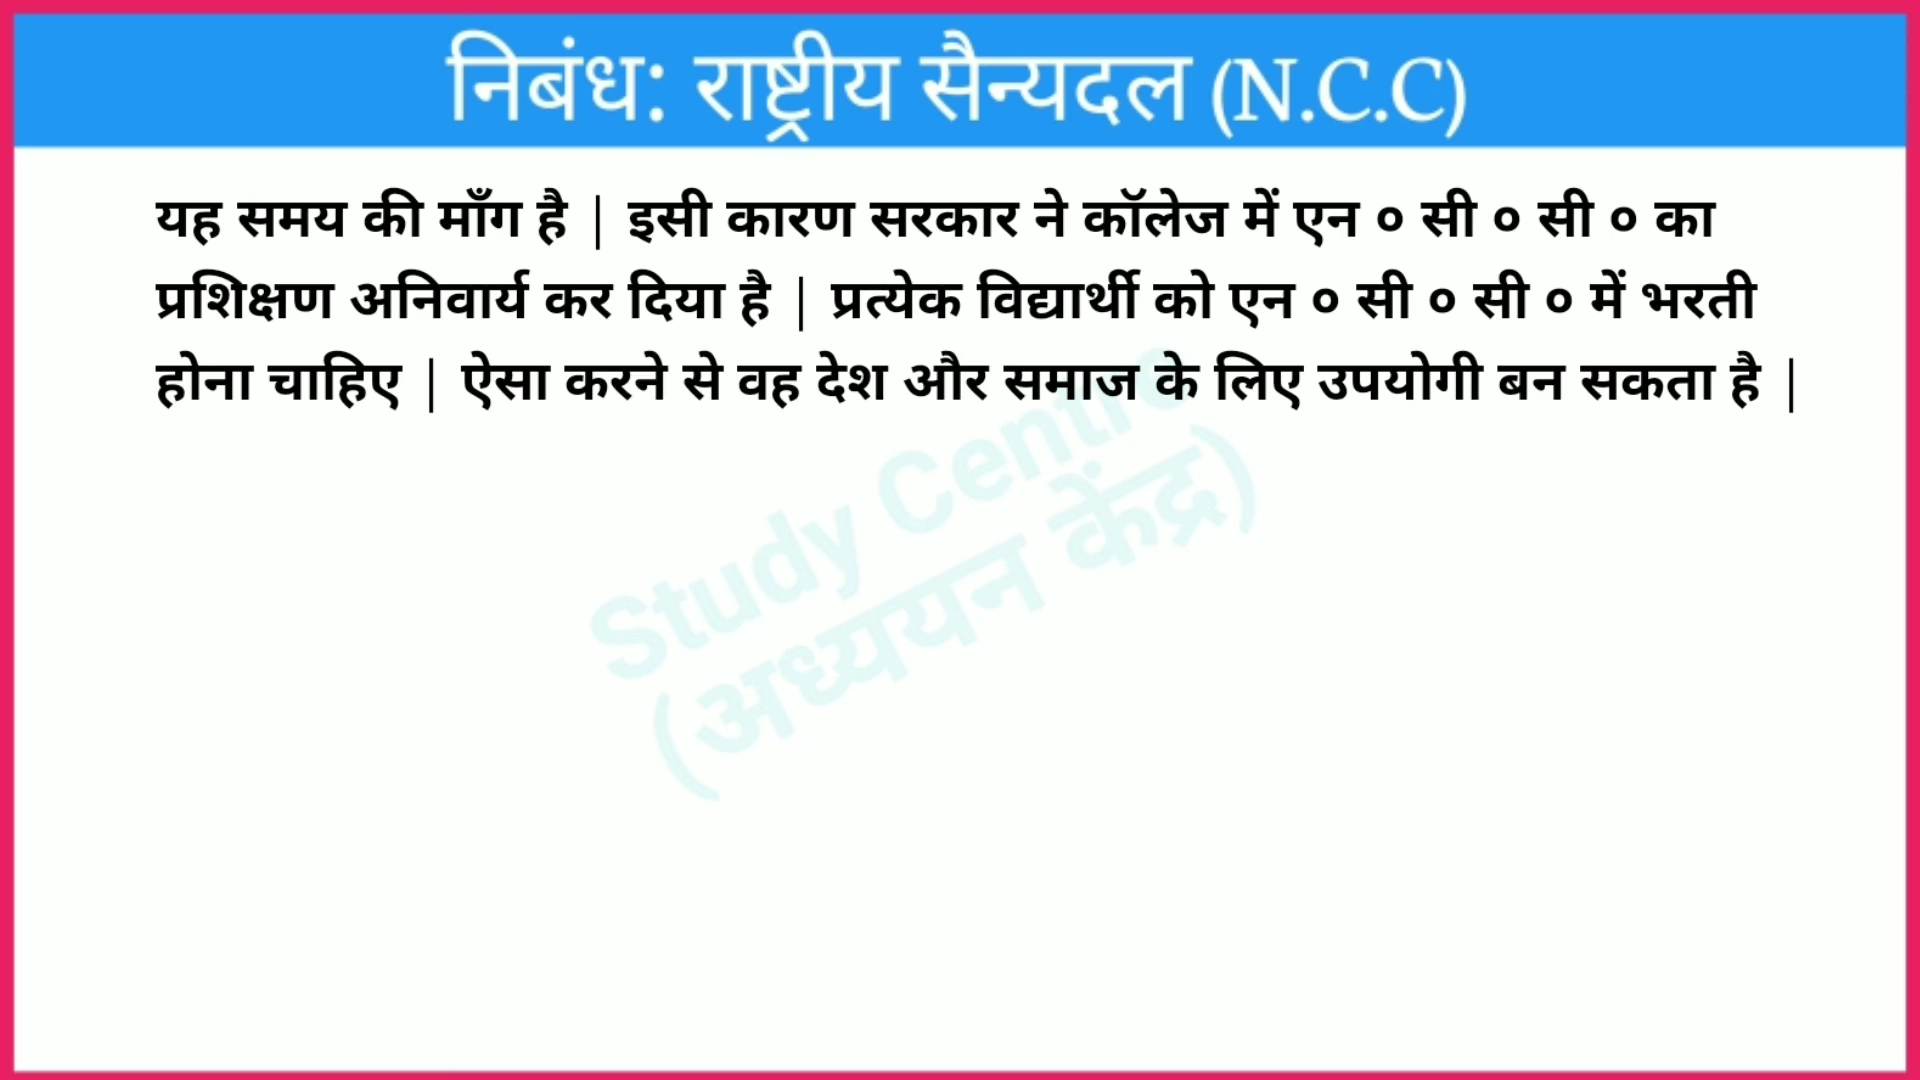 निबंध: राष्ट्रीय सैन्यदल (N.C.C)
यह समय की माँग है | इसी कारण सरकार ने कॉलेज में एन ० सी ० सी ० का
प्रशिक्षण अनिवार्य कर दिया है | प्रत्येक विद्यार्थी को एन ० सी ० सी ० में भरती
होना चाहिए | ऐसा करने से वह देश और समाज के लिए उपयोगी बन सकता है |
Study Centre
(अध्ययन केंद्र)